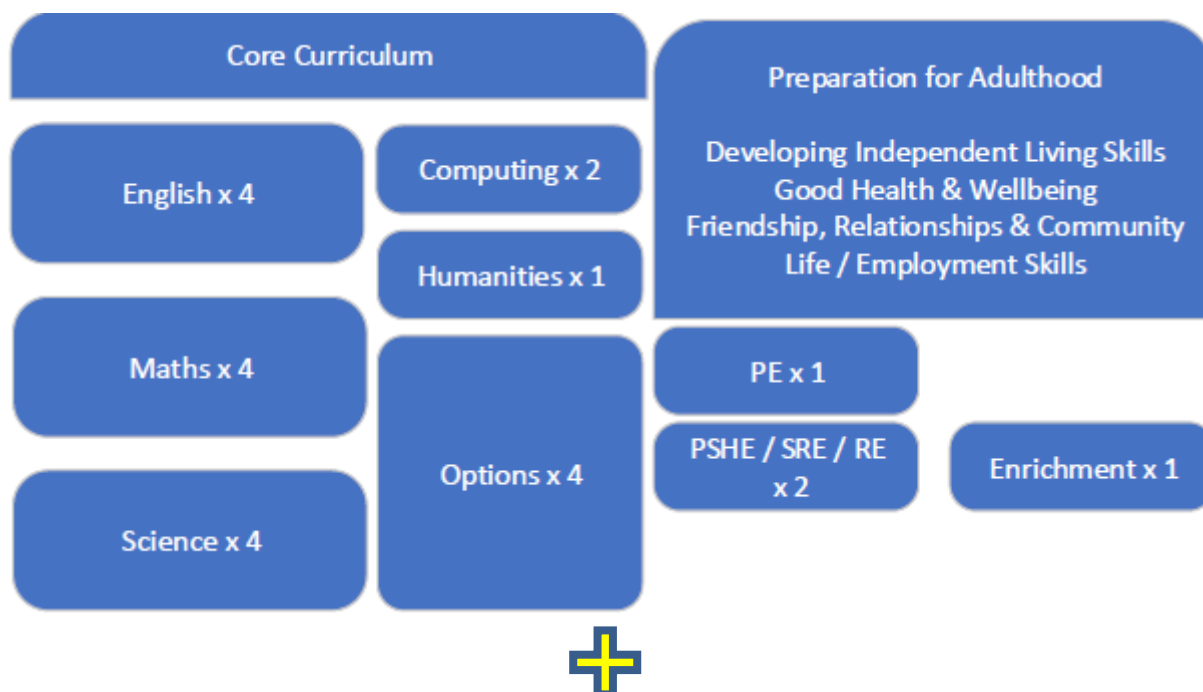 Core Curriculum
English x 4
Maths x 4
Science x 4
Computing x 2
Humanities x 1
Options x 4
Preparation for Adulthood
Developing Independent Living Skills
Good Health & Wellbeing
Friendship, Relationships & Community
Life / Employment Skills
PE x 1
PSHE / SRE / RE
x 2
Enrichment x 1